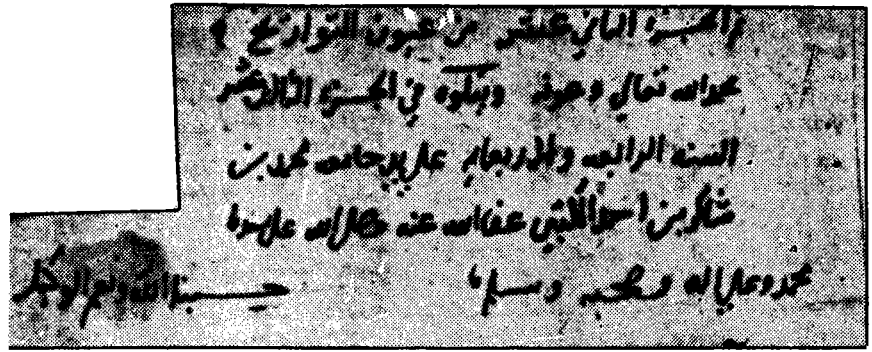 تم الجزء الثاني عشر من عيون التواريخ
بحمد الله تعالى وعونه ويتلوه في الجزء الثالث عشر
السنة الرابعة والأربعماية على يد جامعه محمد بن
شاكر بن احمد الكتبي عفا الله عنه وصلى الله على سيدنا
محمد وعلى اله وصحبه وسلم حسبنا الله ونعم الوكيل